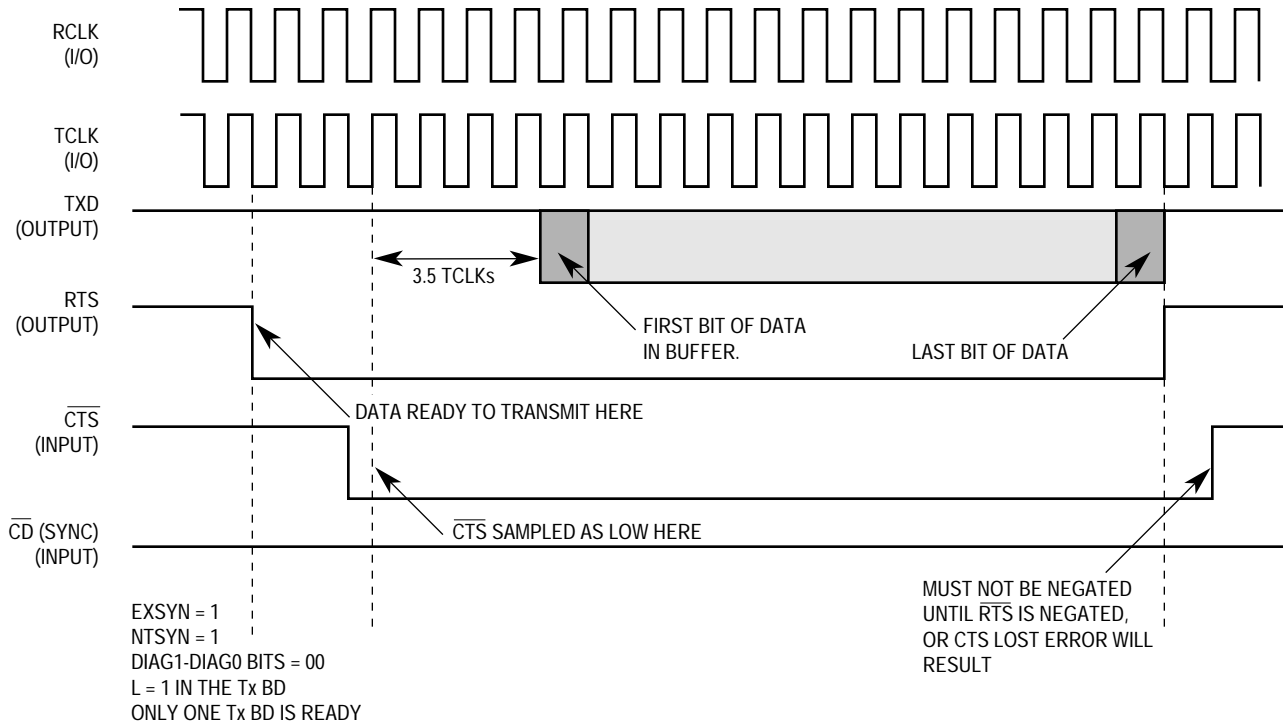 RCLK
(I/O)
TCLK
(I/O)
TXD
(OUTPUT)
3.5 TCLKs
RTS
(OUTPUT)
FIRST BIT OF DATA
IN BUFFER.
LAST BIT OF DATA
DATA READY TO TRANSMIT HERE
CTS
(INPUT)
CTS SAMPLED AS LOW HERE
CD (SYNC)
(INPUT)
MUST NOT BE NEGATED
UNTIL RTS IS NEGATED,
OR CTS LOST ERROR WILL
RESULT
EXSYN = 1
NTSYN = 1
DIAG1-DIAG0 BITS = 00
L = 1 IN THE Tx BD
ONLY ONE Tx BD IS READY